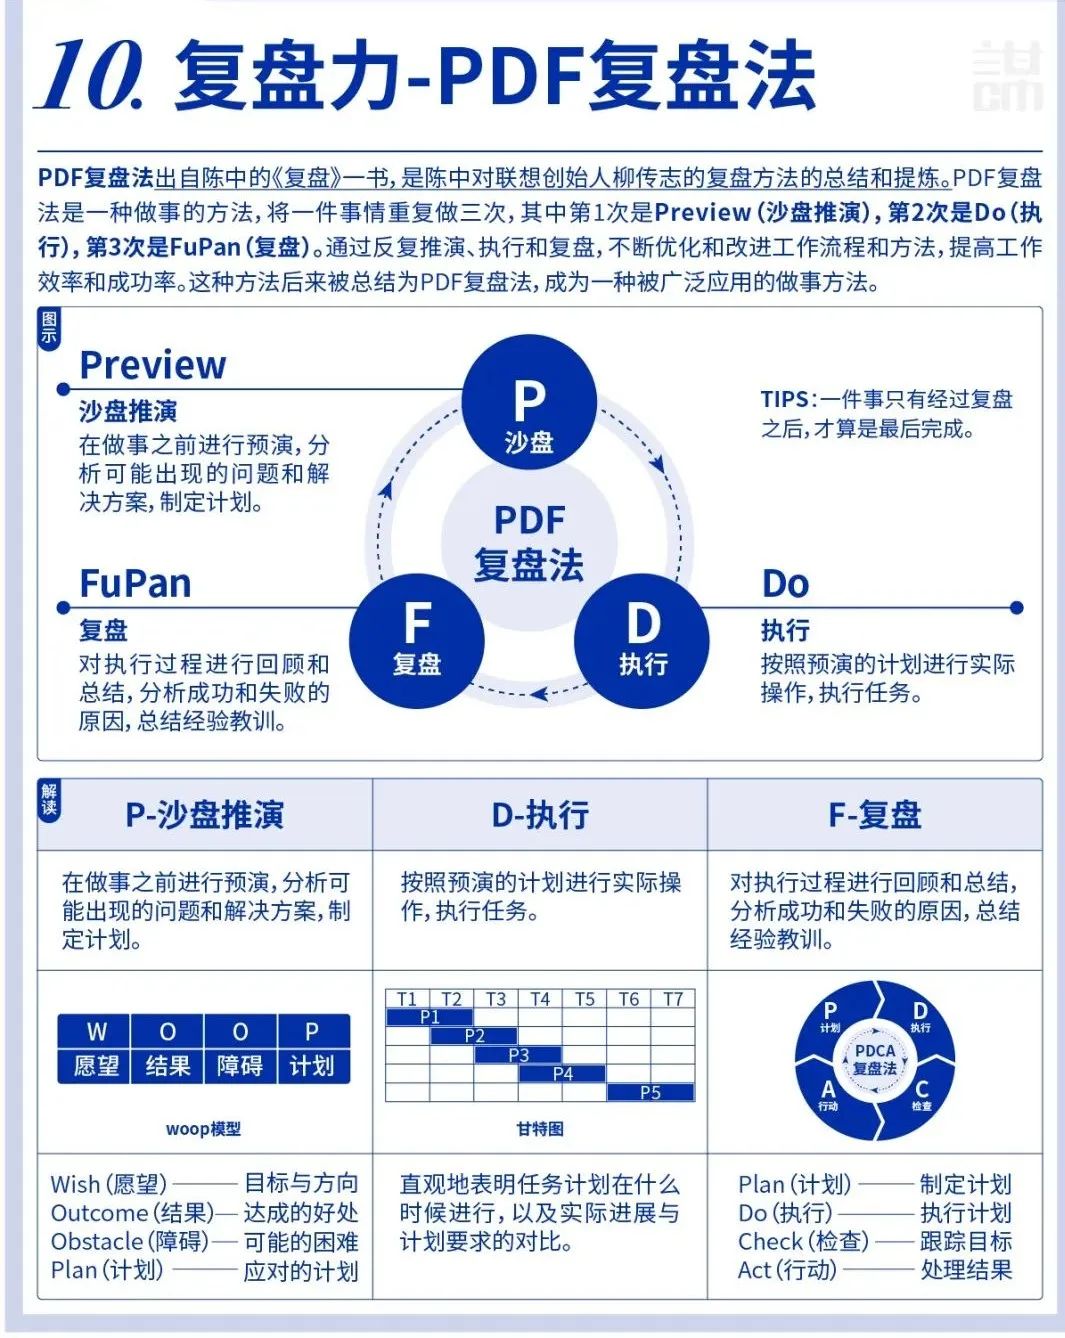 10. 复盘力-PDF复盘法
謀
CM
PDF复盘法出自陈中的《复盘》一书，是陈中对联想创始人柳传志的复盘方法的总结和提炼。PDF复盘
法是一种做事的方法，将一件事情重复做三次，其中第1次是Preview（沙盘推演），第2次是Do（执
行），第3次是FuPan（复盘）。通过反复推演、执行和复盘，不断优化和改进工作流程和方法，提高工作
效率和成功率。这种方法后来被总结为PDF复盘法，成为一种被广泛应用的做事方法。
图示
Preview
沙盘推演
在做事之前进行预演，分
析可能出现的问题和解
决方案，制定计划。
P
沙盘
TIPS：一件事只有经过复盘
之后，才算是最后完成。
PDF
复盘法
FuPan
复盘
对执行过程进行回顾和
总结，分析成功和失败的
原因，总结经验教训。
F
复盘
D
执行
Do
执行
按照预演的计划进行实际
操作，执行任务。
解读
P-沙盘推演
D-执行
F-复盘
在做事之前进行预演，分析可
能出现的问题和解决方案，制
定计划。
按照预演的计划进行实际操
作，执行任务。
对执行过程进行回顾和总结，
分析成功和失败的原因，总结
经验教训。
W O O P
愿望 结果 障碍 计划
woop模型
T1 T2 T3 T4 T5 T6 T7
P1
P2
P3
P4
P5
甘特图
P
计划
D
执行
PDCA
复盘法
A
行动
C
检查
Wish（愿望）—— 目标与方向
Outcome（结果）— 达成的好处
Obstacle（障碍）— 可能的困难
Plan（计划）—— 应对的计划
直观地表明任务计划在什么
时候进行，以及实际进展与
计划要求的对比。
Plan（计划）—— 制定计划
Do（执行）—— 执行计划
Check（检查）— 跟踪目标
Act（行动）—— 处理结果